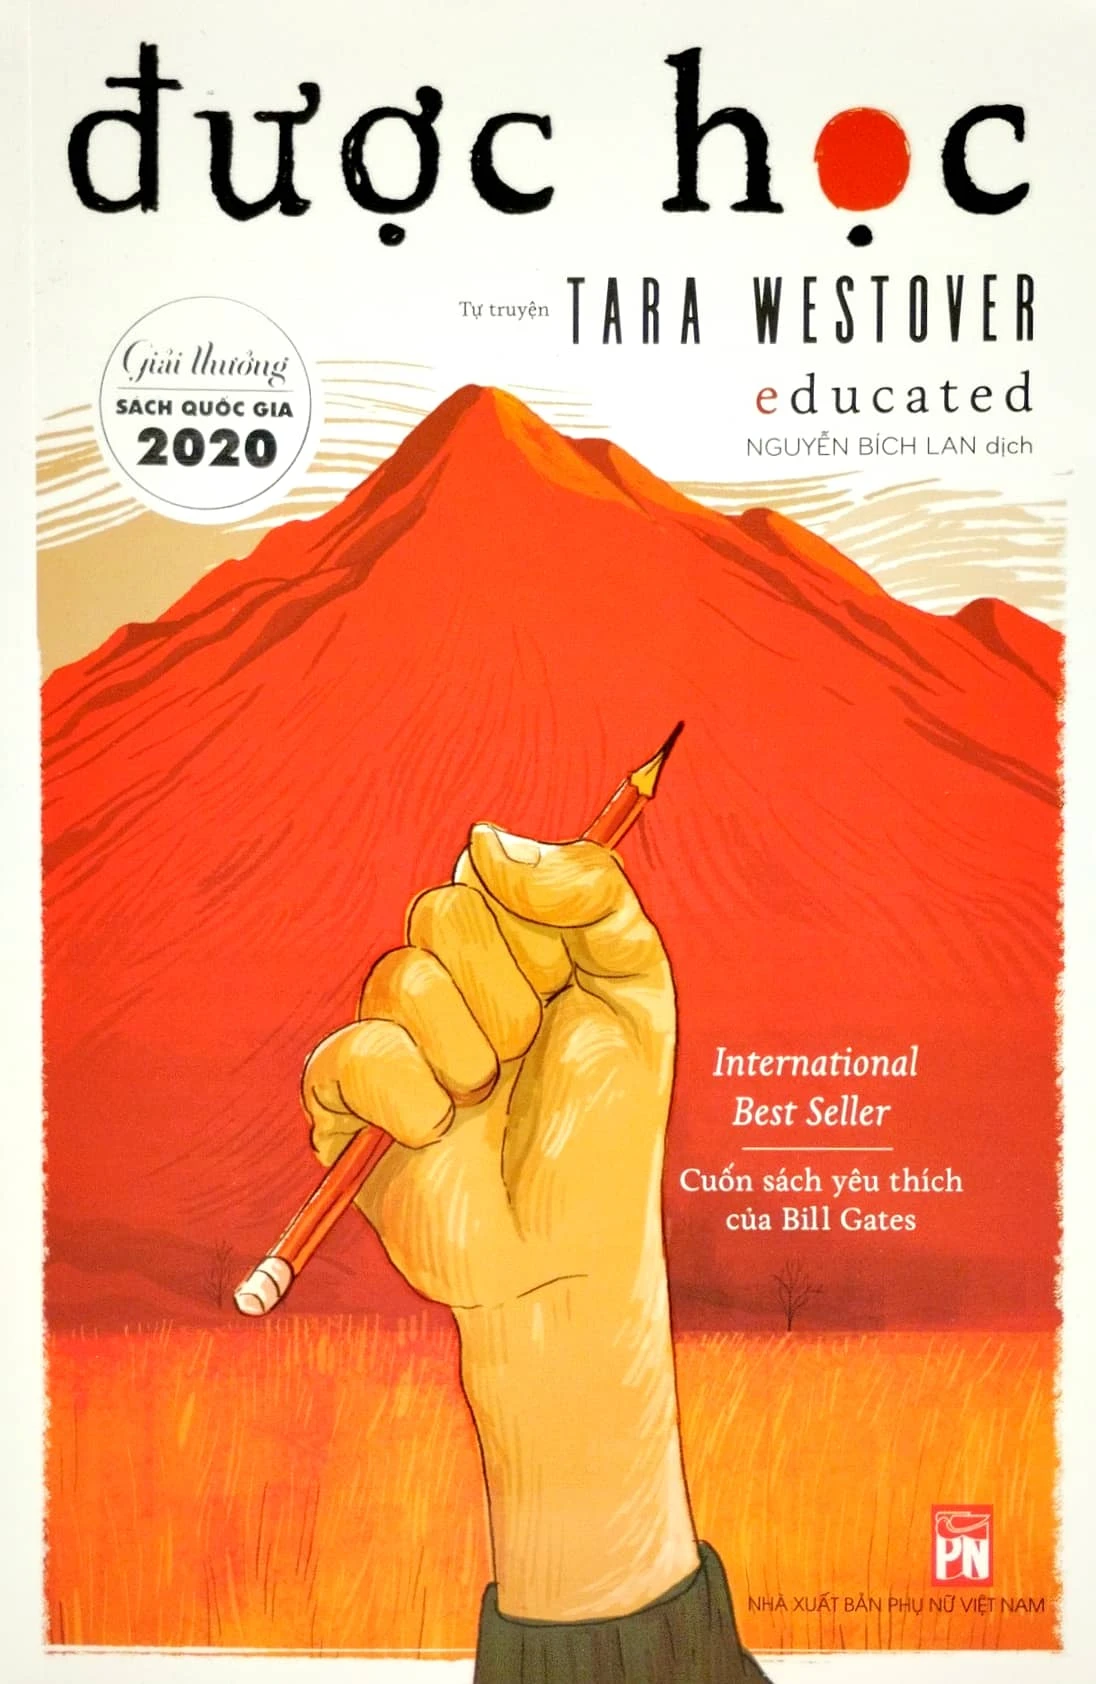 được học
Tự truyện TARA WESTOVER
educated
NGUYỄN BÍCH LAN dịch
Giải thưởng
SÁCH QUỐC GIA
2020
International
Best Seller
Cuốn sách yêu thích
của Bill Gates
PN
NHÀ XUẤT BẢN PHỤ NỮ VIỆT NAM